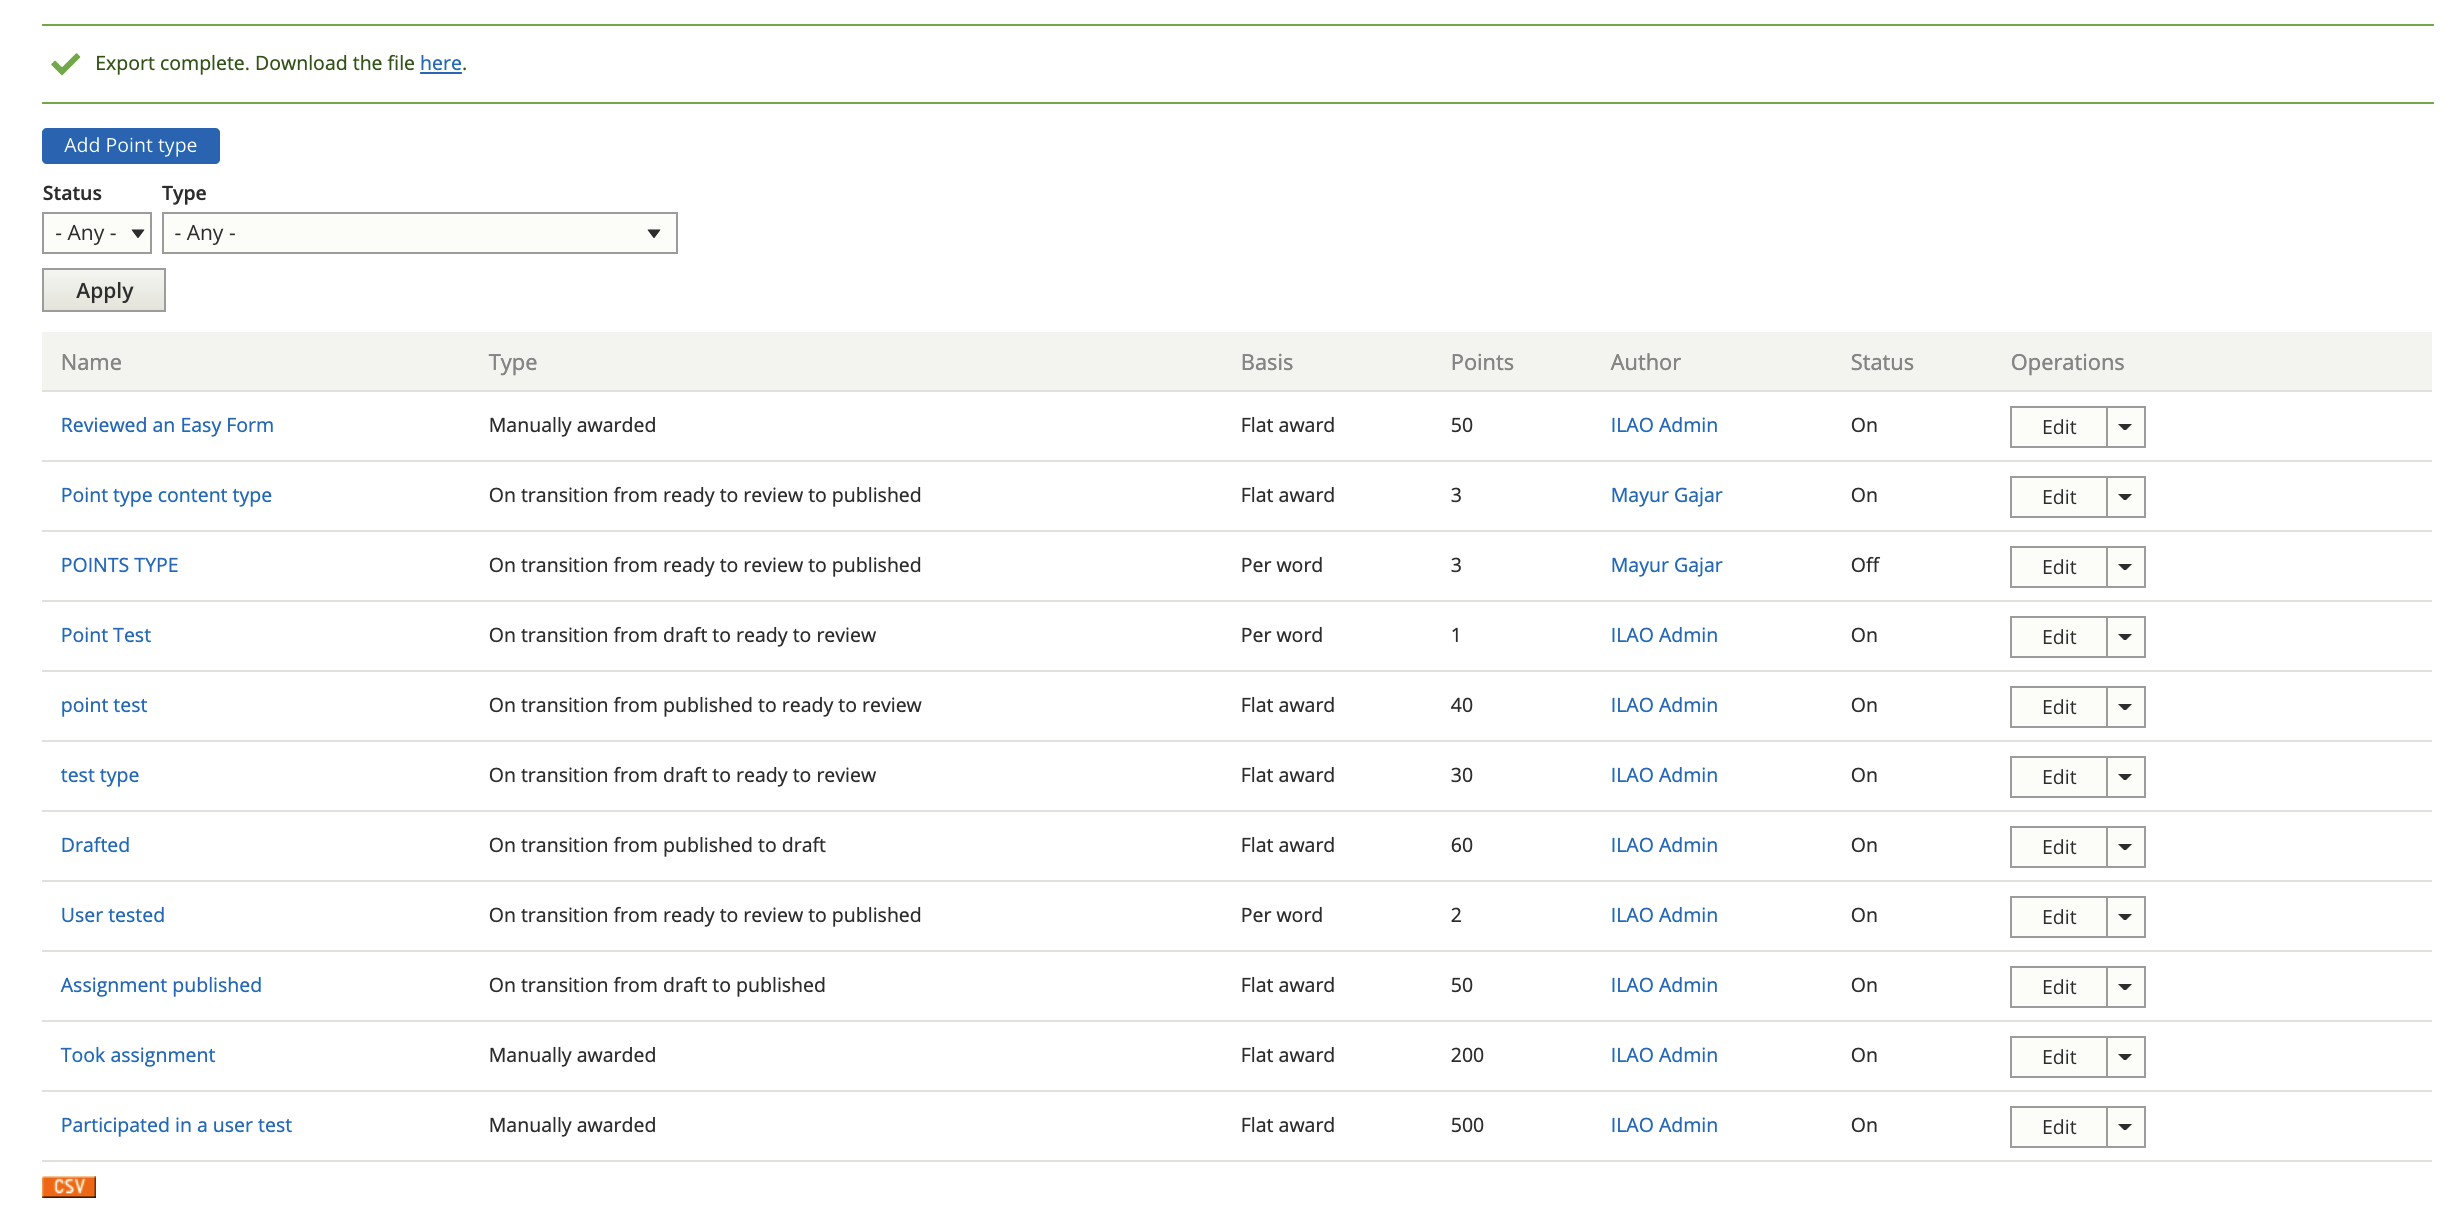 Export complete. Download the file here.
Add Point type
Status Type
- Any - - Any -
Apply
Name Type Basis Points Author Status Operations
Reviewed an Easy Form Manually awarded Flat award 50 ILAO Admin On Edit
Point type content type On transition from ready to review to published Flat award 3 Mayur Gajar On Edit
POINTS TYPE On transition from ready to review to published Per word 3 Mayur Gajar Off Edit
Point Test On transition from draft to ready to review Per word 1 ILAO Admin On Edit
point test On transition from published to ready to review Flat award 40 ILAO Admin On Edit
test type On transition from draft to ready to review Flat award 30 ILAO Admin On Edit
Drafted On transition from published to draft Flat award 60 ILAO Admin On Edit
User tested On transition from ready to review to published Per word 2 ILAO Admin On Edit
Assignment published On transition from draft to published Flat award 50 ILAO Admin On Edit
Took assignment Manually awarded Flat award 200 ILAO Admin On Edit
Participated in a user test Manually awarded Flat award 500 ILAO Admin On Edit
CSV